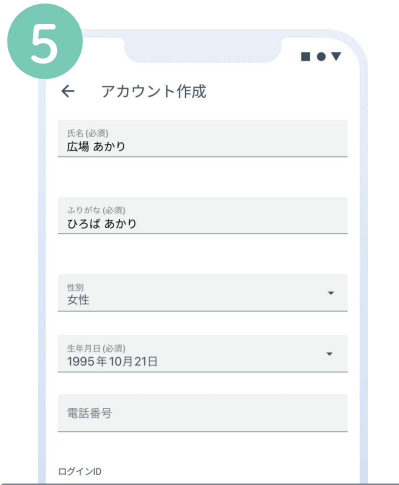 5
アカウント作成
氏名 (必須)
広場 あかり
ふりがな (必須)
ひろば あかり
性別
女性
生年月日 (必須)
1995年10月21日
電話番号
ログインID